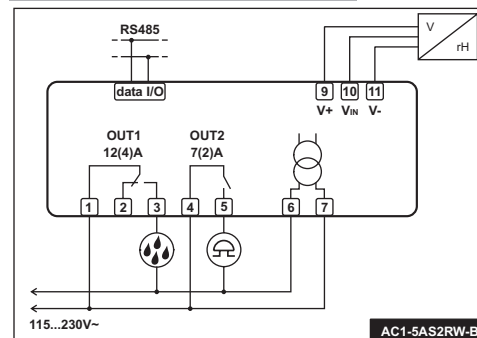 RS485
V
rH
data I/O
9 10 11
V+ VIN V-
OUT1 OUT2
12(4)A 7(2)A
1 2 3 4 5 6 7
115...230V~
AC1-5AS2RW-B